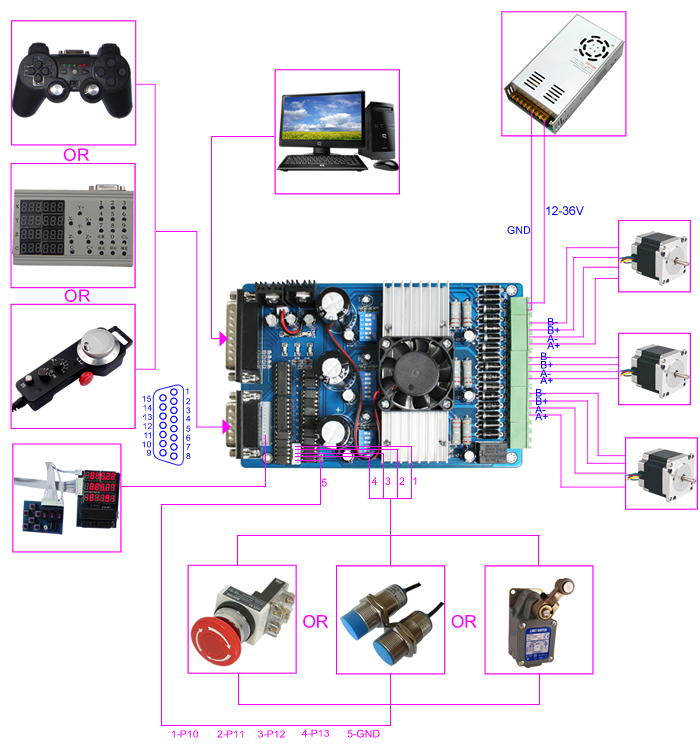 OR
OR
12-36V
GND
B-
B+
A-
A+
B-
B+
A-
A+
B-
B+
A-
A+
15
14
13
12
11
10
9
1
2
3
4
5
6
7
8
5
4
3
2
1
OR
OR
1-P10 2-P11 3-P12 4-P13 5-GND